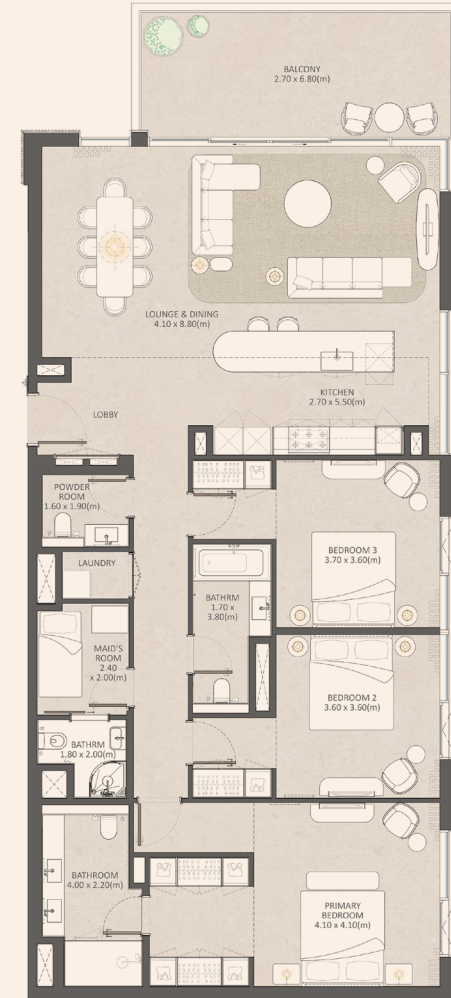 BALCONY
2.70 x 6.80(m)
LOUNGE & DINING
4.10 x 8.80(m)
KITCHEN
2.70 x 5.50(m)
LOBBY
POWDER
ROOM
1.60 x 1.90(m)
LAUNDRY
BEDROOM 3
3.70 x 3.60(m)
BATHRM
1.70 x
3.80(m)
MAID'S
ROOM
2.40
x 2.00(m)
BEDROOM 2
3.60 x 3.60(m)
BATHRM
1.80 x 2.00(m)
BATHROOM
4.00 x 2.20(m)
PRIMARY
BEDROOM
4.10 x 4.10(m)